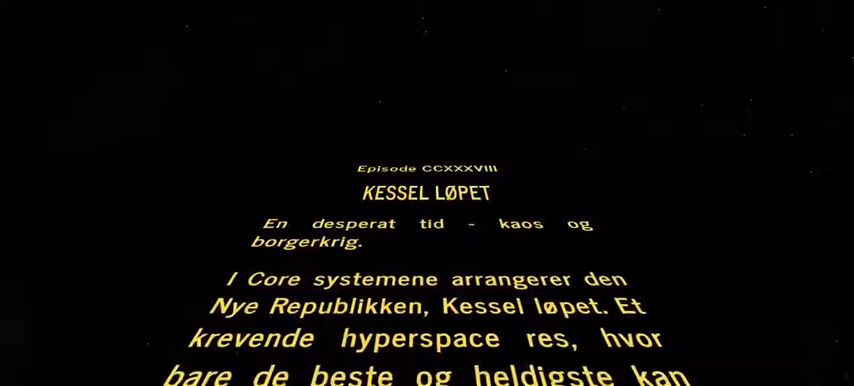 Episode CCXXXVIII
KESSEL LØPET
En desperat tid - kaos og
borgerkrig.
I Core systemene arrangerer den
Nye Republikken, Kessel løpet. Et
krevende hyperspace res, hvor
bare de beste og heldigste kan